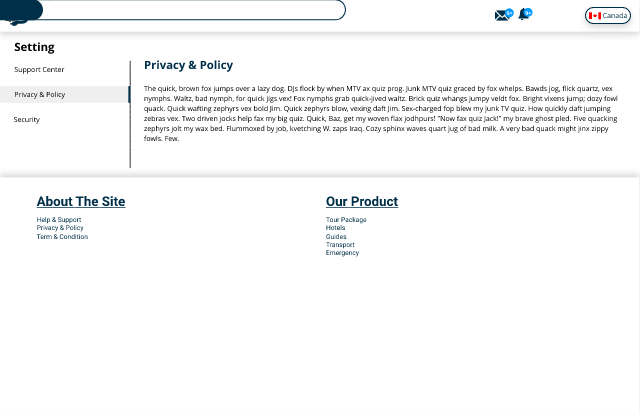 9+
9+
Canada
Setting
Support Center
Privacy & Policy
Security
Privacy & Policy
The quick, brown fox jumps over a lazy dog. DJs flock by when MTV ax quiz prog. Junk MTV quiz graced by fox whelps. Bawds jog, flick quartz, vex
nymphs. Waltz, bad nymph, for quick jigs vex! Fox nymphs grab quick-jived waltz. Brick quiz whangs jumpy veldt fox. Bright vixens jump; dozy fowl
quack. Quick wafting zephyrs vex bold Jim. Quick zephyrs blow, vexing daft Jim. Sex-charged fop blew my junk TV quiz. How quickly daft jumping
zebras vex. Two driven jocks help fax my big quiz. Quick, Baz, get my woven flax jodhpurs! "Now fax quiz Jack!" my brave ghost pled. Five quacking
zephyrs jolt my wax bed. Flummoxed by job, kvetching W. zaps Iraq. Cozy sphinx waves quart jug of bad milk. A very bad quack might jinx zippy
fowls. Few.
About The Site
Help & Support
Privacy & Policy
Term & Condition
Our Product
Tour Package
Hotels
Guides
Transport
Emergency